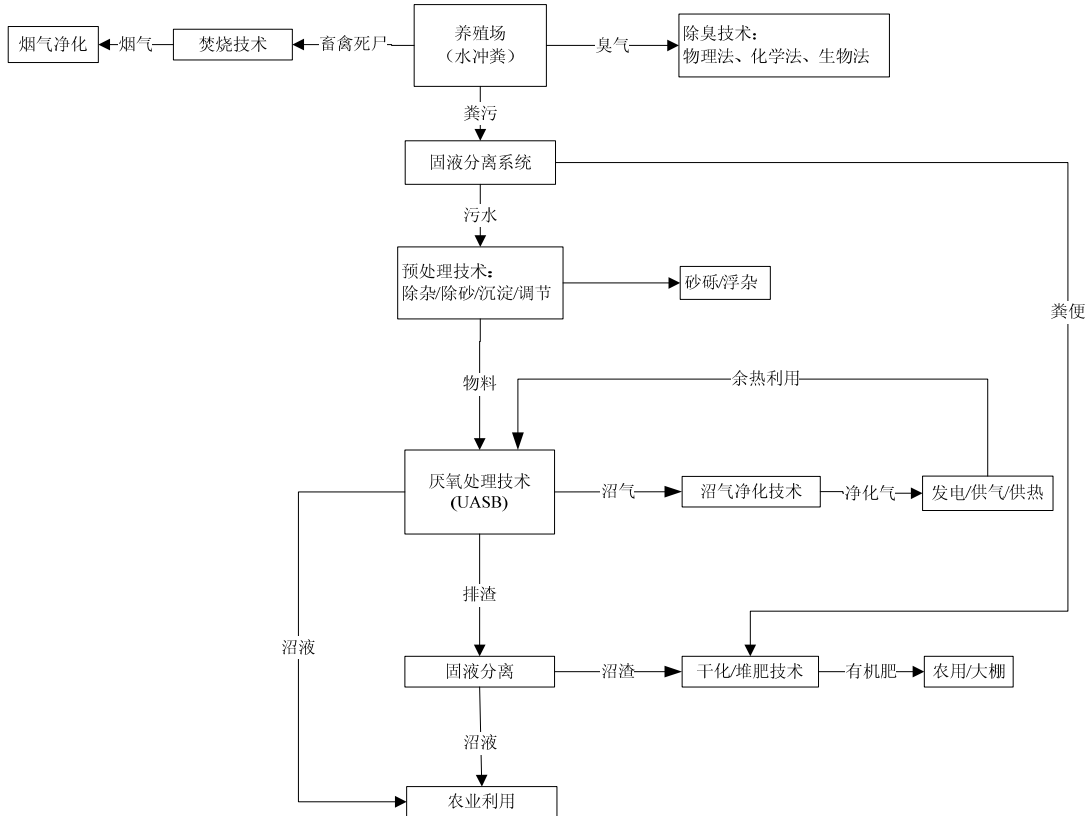 烟气净化
烟气
焚烧技术
畜禽死尸
养殖场
（水冲粪）
臭气
除臭技术：
物理法、化学法、生物法
粪污
固液分离系统
污水
预处理技术：
除杂/除砂/沉淀/调节
砂砾/浮杂
粪便
物料
余热利用
厌氧处理技术
(UASB)
沼气
沼气净化技术
净化气
发电/供气/供热
排渣
沼液
固液分离
沼渣
干化/堆肥技术
有机肥
农用/大棚
沼液
农业利用